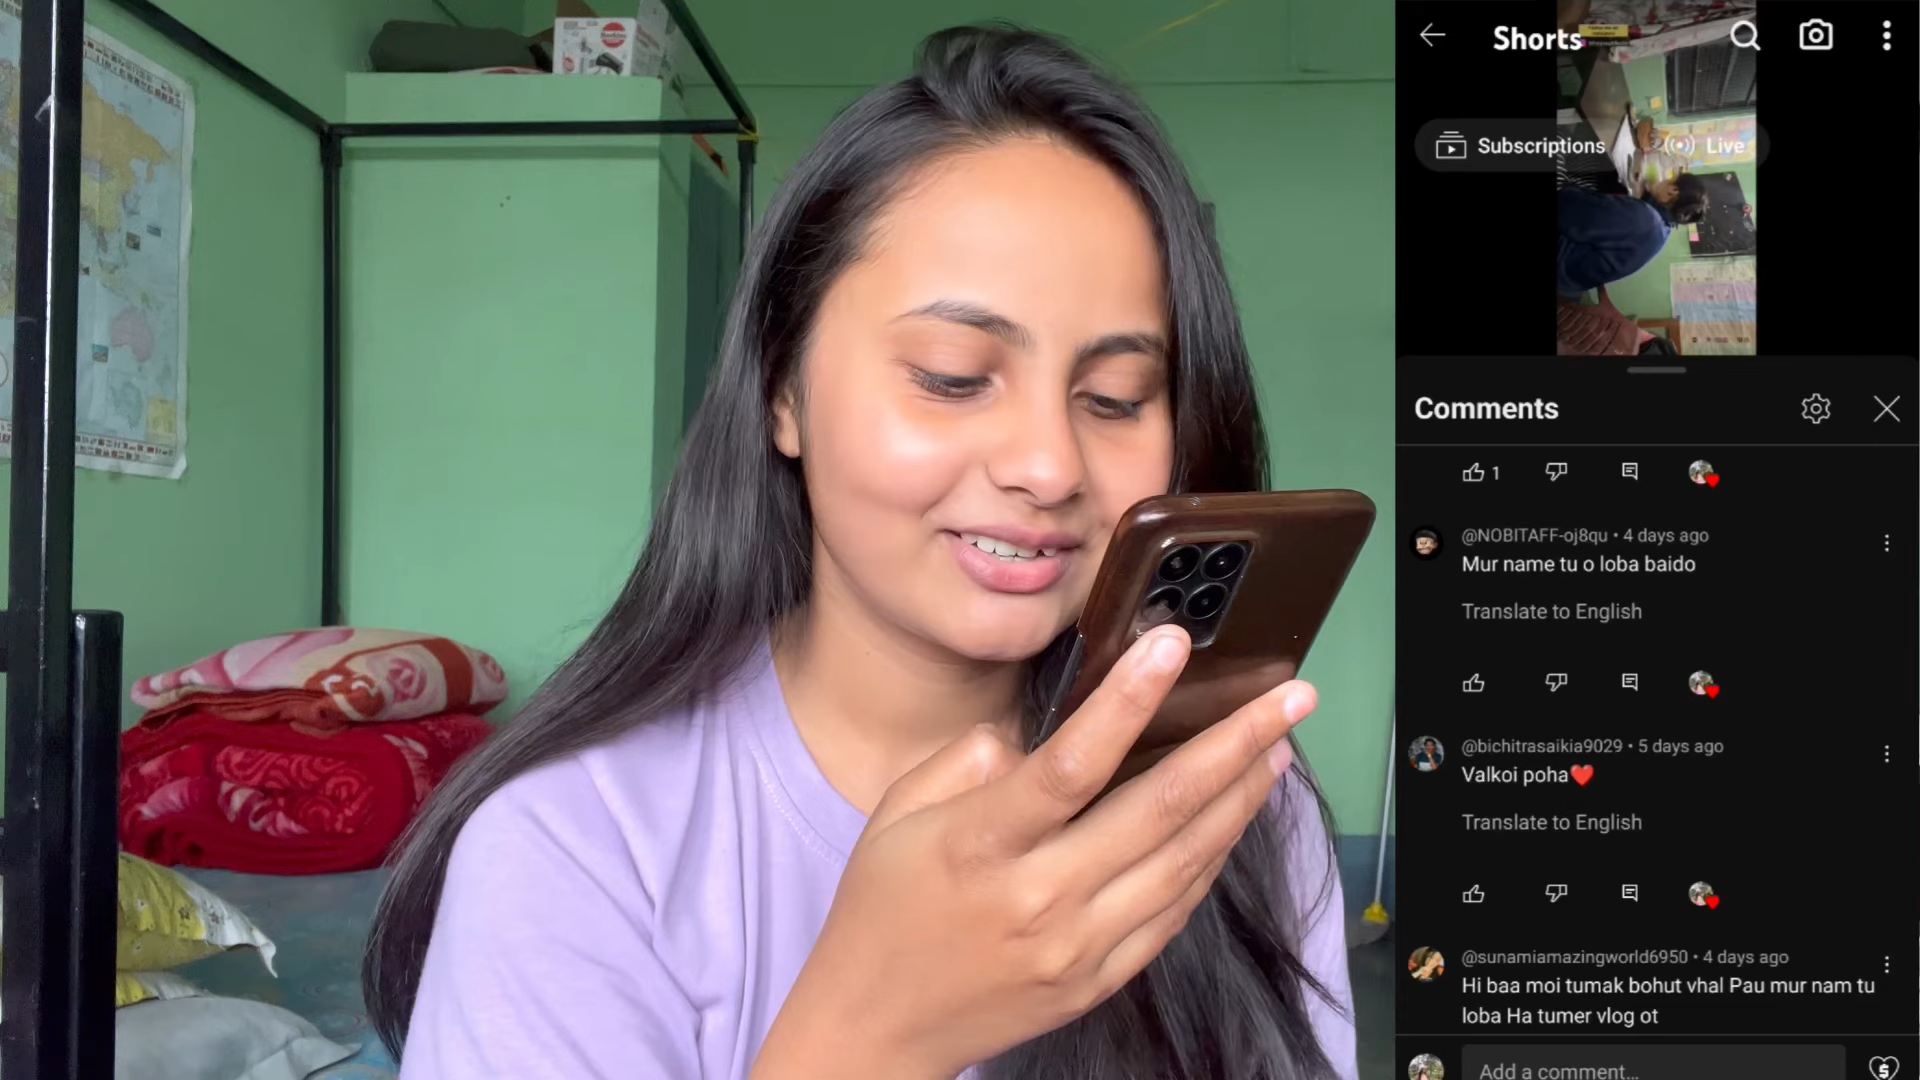 Shorts
Subscriptions
Live
Comments
1
@NOBITAFF-oj8qu • 4 days ago
Mur name tu o loba baido
Translate to English
@bichitrasaikia9029 • 5 days ago
Valkoi poha❤️
Translate to English
@sunamiamazingworld6950 • 4 days ago
Hi baa moi tumak bohut vhal Pau mur nam tu
loba Ha tumer vlog ot
Add a comment...